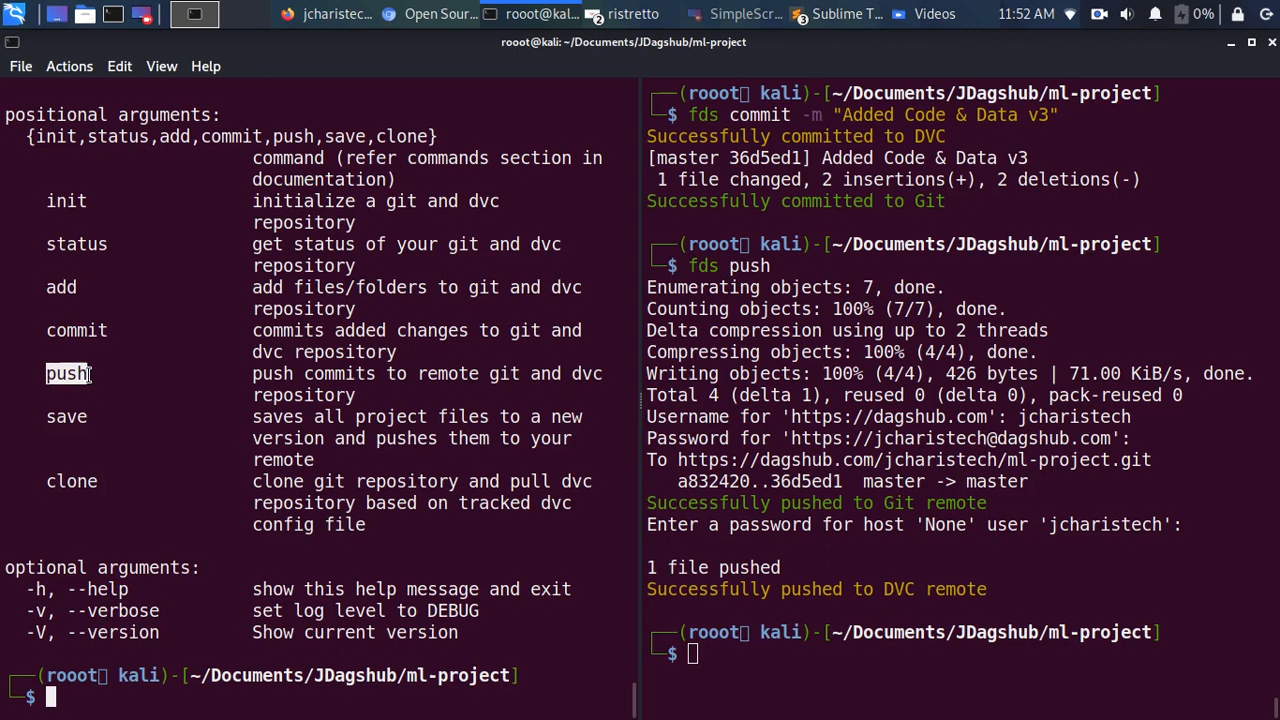 jcharistech...
Open Sour...
rooot@kal...
2
ristretto
SimpleScr...
3
Sublime T...
Videos
11:52 AM
0%
rooot@kali: ~/Documents/JDagshub/ml-project
File Actions Edit View Help
positional arguments:
{init,status,add,commit,push,save,clone}
command (refer commands section in
documentation)
init initialize a git and dvc
repository
status get status of your git and dvc
repository
add add files/folders to git and dvc
repository
commit commits added changes to git and
dvc repository
push push commits to remote git and dvc
repository
save saves all project files to a new
version and pushes them to your
remote
clone clone git repository and pull dvc
repository based on tracked dvc
config file
optional arguments:
-h, --help show this help message and exit
-v, --verbose set log level to DEBUG
-V, --version Show current version
(rooot kali)-[~/Documents/JDagshub/ml-project]
$
(rooot kali)-[~/Documents/JDagshub/ml-project]
$ fds commit -m "Added Code & Data v3"
Successfully committed to DVC
[master 36d5ed1] Added Code & Data v3
1 file changed, 2 insertions(+), 2 deletions(-)
Successfully committed to Git
(rooot kali)-[~/Documents/JDagshub/ml-project]
$ fds push
Enumerating objects: 7, done.
Counting objects: 100% (7/7), done.
Delta compression using up to 2 threads
Compressing objects: 100% (4/4), done.
Writing objects: 100% (4/4), 426 bytes | 71.00 KiB/s, done.
Total 4 (delta 1), reused 0 (delta 0), pack-reused 0
Username for 'https://dagshub.com': jcharistech
Password for 'https://jcharistech@dagshub.com':
To https://dagshub.com/jcharistech/ml-project.git
a832420..36d5ed1 master -> master
Successfully pushed to Git remote
Enter a password for host 'None' user 'jcharistech':
1 file pushed
Successfully pushed to DVC remote
(rooot kali)-[~/Documents/JDagshub/ml-project]
$